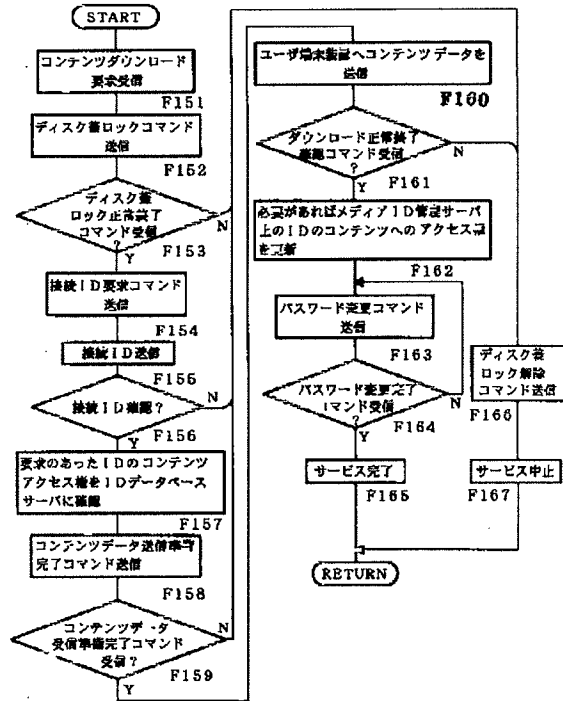 START
コンテンツダウンロード
要求受信
F151
ディスク蓋ロックコマンド
送信
F152
ディスク蓋
ロック正常終了
コマンド受信
?
N
Y
F153
接続ID要求コマンド
送信
F154
接続ID送信
F155
接続ID確認?
N
Y
F156
要求のあったIDのコンテンツ
アクセス権をIDデータベース
サーバに確認
F157
コンテンツデータ送信準備
完了コマンド送信
F158
コンテンツデータ
受信準備完了コマンド
受信?
N
Y
F159
ユーザ端末装置へコンテンツデータを
送信
F160
ダウンロード正常終了
確認コマンド受信
?
N
Y
F161
必要があればメディアID管理サーバ
上のIDのコンテンツへのアクセス権
を更新
F162
パスワード変更コマンド
送信
F163
パスワード変更完了
コマンド受信
?
N
Y
F164
サービス完了
F165
ディスク蓋
ロック解除
コマンド送信
F166
サービス中止
F167
RETURN